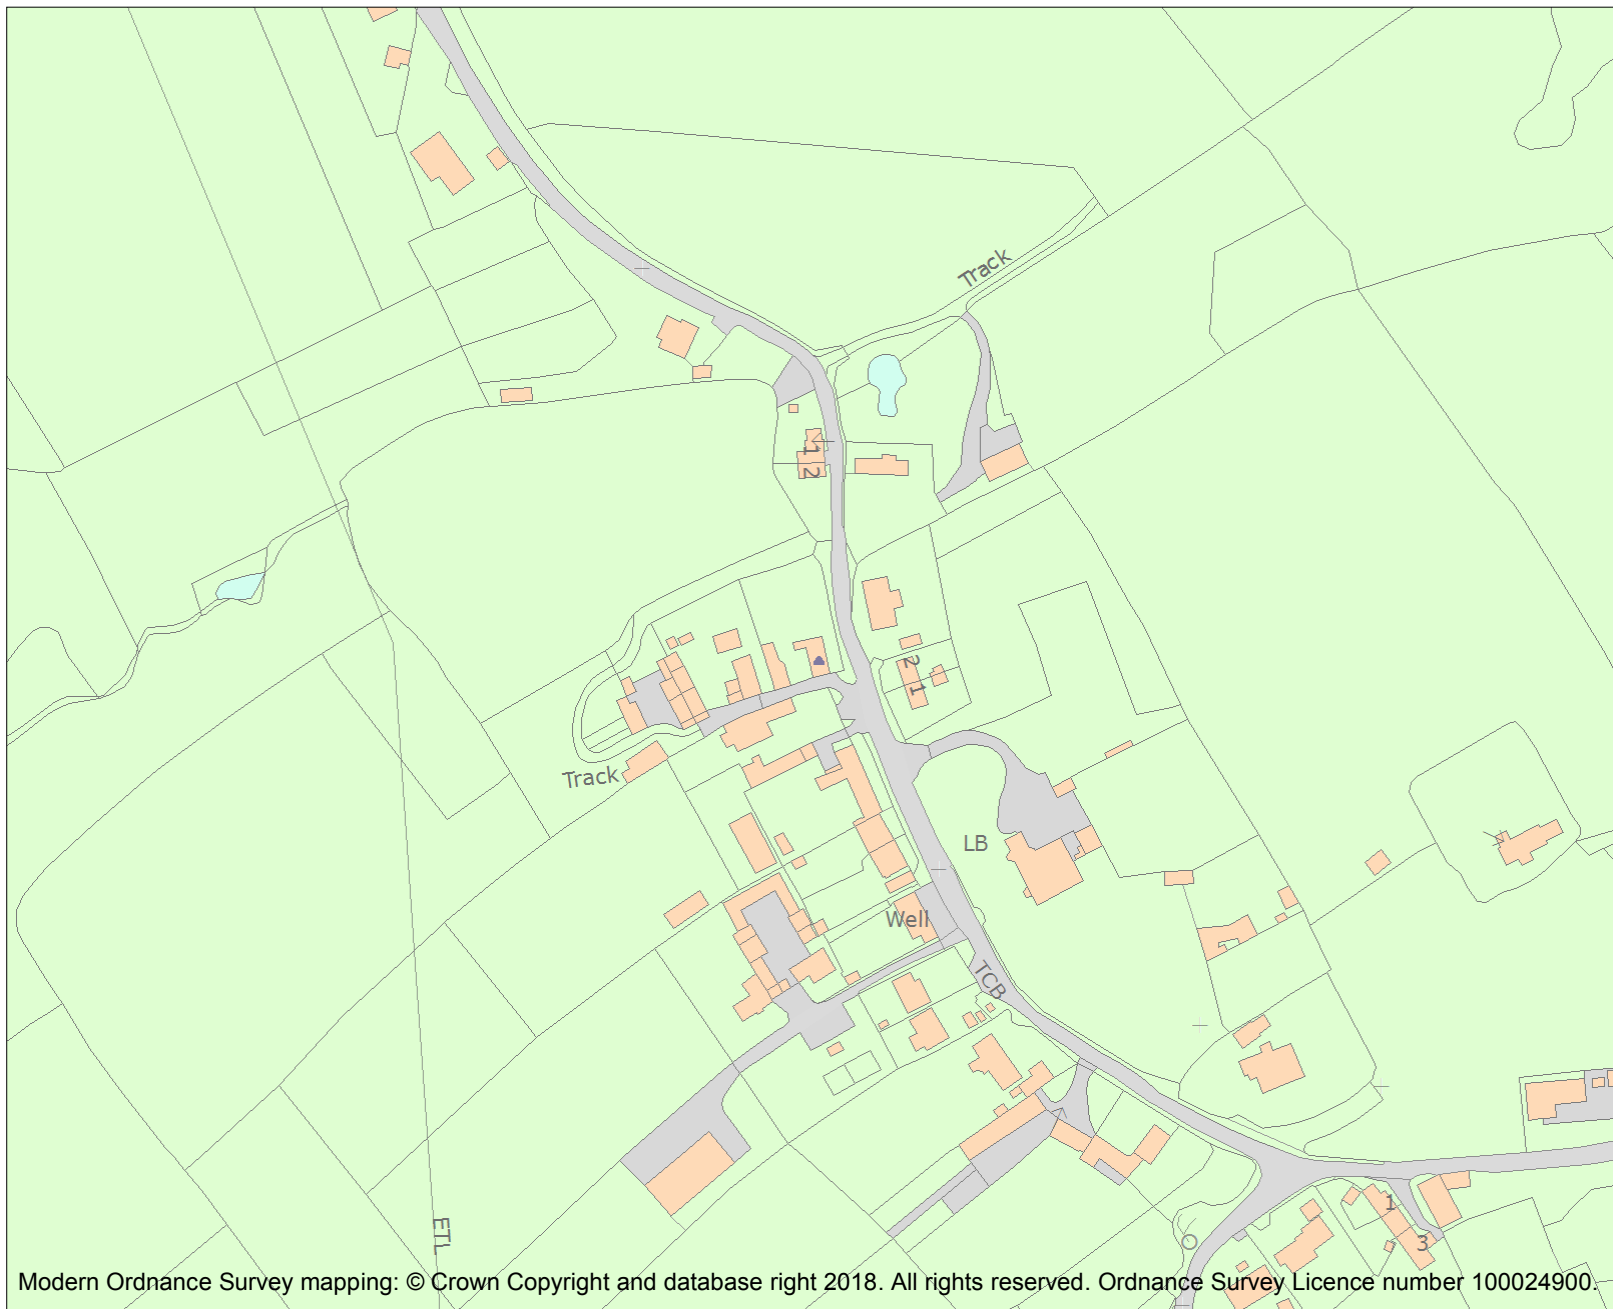 Track
1
2
2
1
Track
LB
Well
TCB
1
3
ETL
Modern Ordnance Survey mapping: © Crown Copyright and database right 2018. All rights reserved. Ordnance Survey Licence number 100024900.